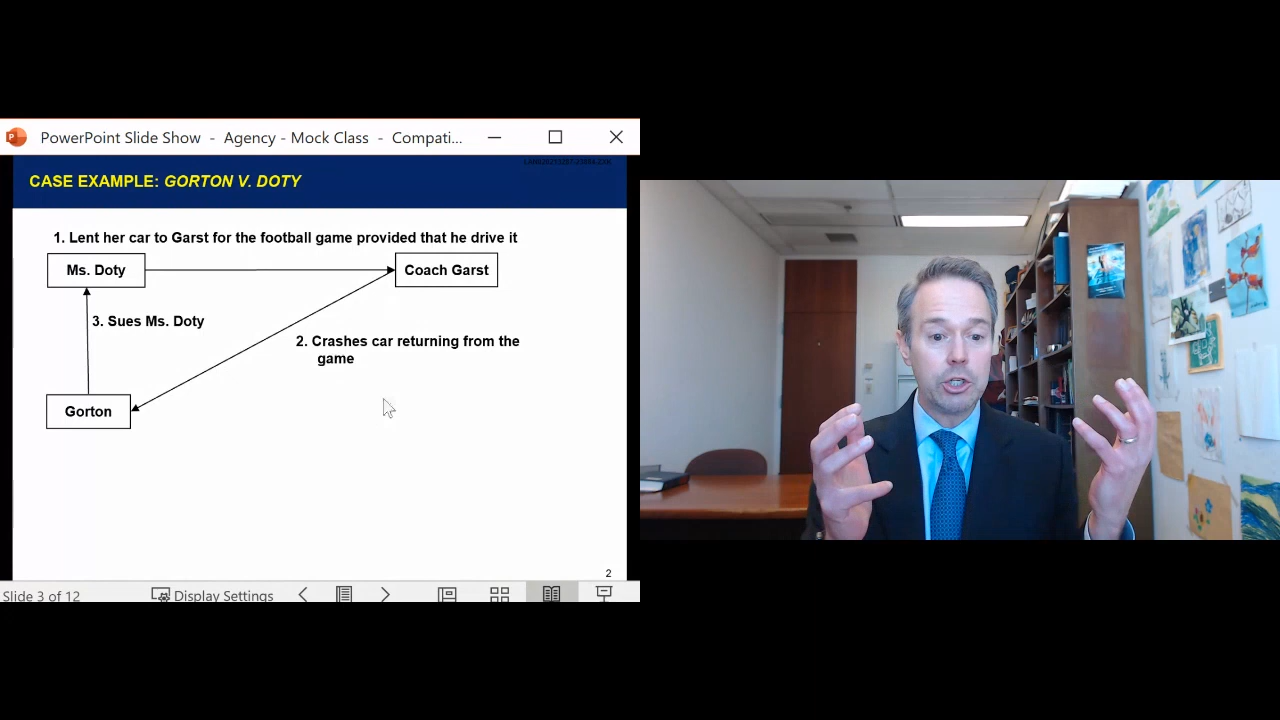 PowerPoint Slide Show - Agency - Mock Class - Compati...
CASE EXAMPLE: GORTON V. DOTY
1. Lent her car to Garst for the football game provided that he drive it
Ms. Doty
Coach Garst
3. Sues Ms. Doty
2. Crashes car returning from the
game
Gorton
2
Slide 3 of 12
Display Settings